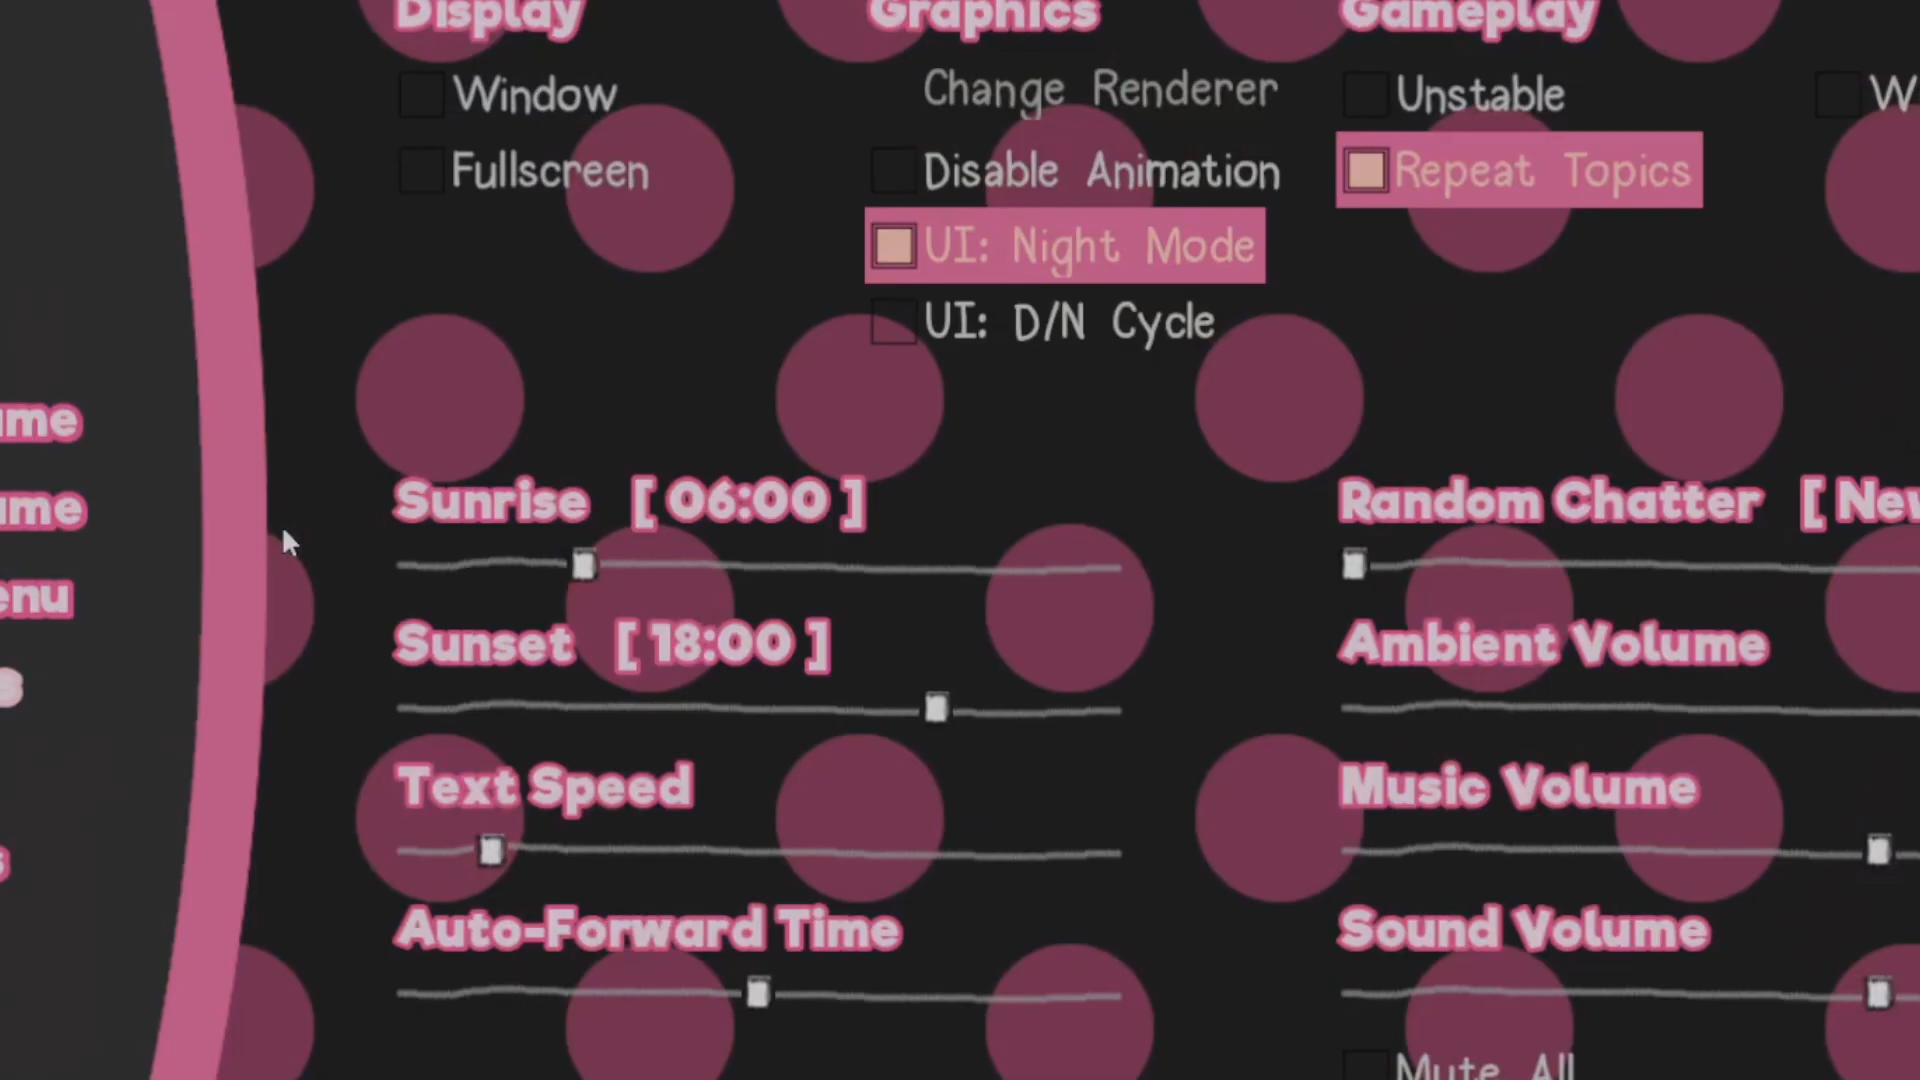 Display
Window
Fullscreen
Graphics
Change Renderer
Disable Animation
UI: Night Mode
UI: D/N Cycle
Gameplay
Unstable
Repeat Topics
Sunrise [ 06:00 ]
Sunset [ 18:00 ]
Text Speed
Auto-Forward Time
Random Chatter [
Ambient Volume
Music Volume
Sound Volume
Mute All